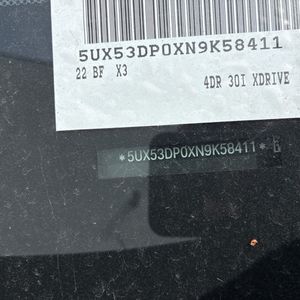 5UX53DP0XN9K58411
22 BF X3
4DR 30I XDRIVE
*5UX53DP0XN9K58411*